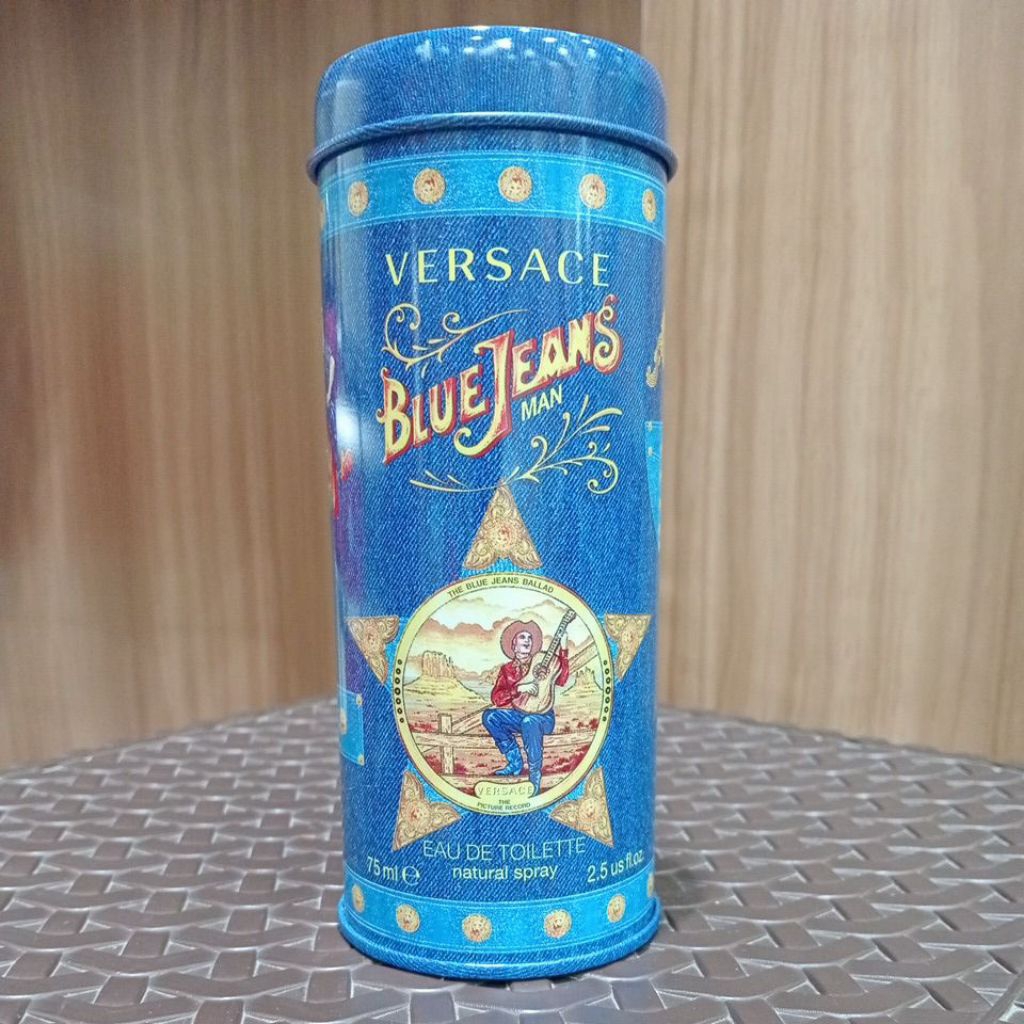 VERSACE
BLUE JEANS
MAN
THE BLUE JEANS BALLAD
VERSACE
THE
PICTURE RECORD
EAU DE TOILETTE
75 ml ℮ natural spray 2.5 us fl.oz.